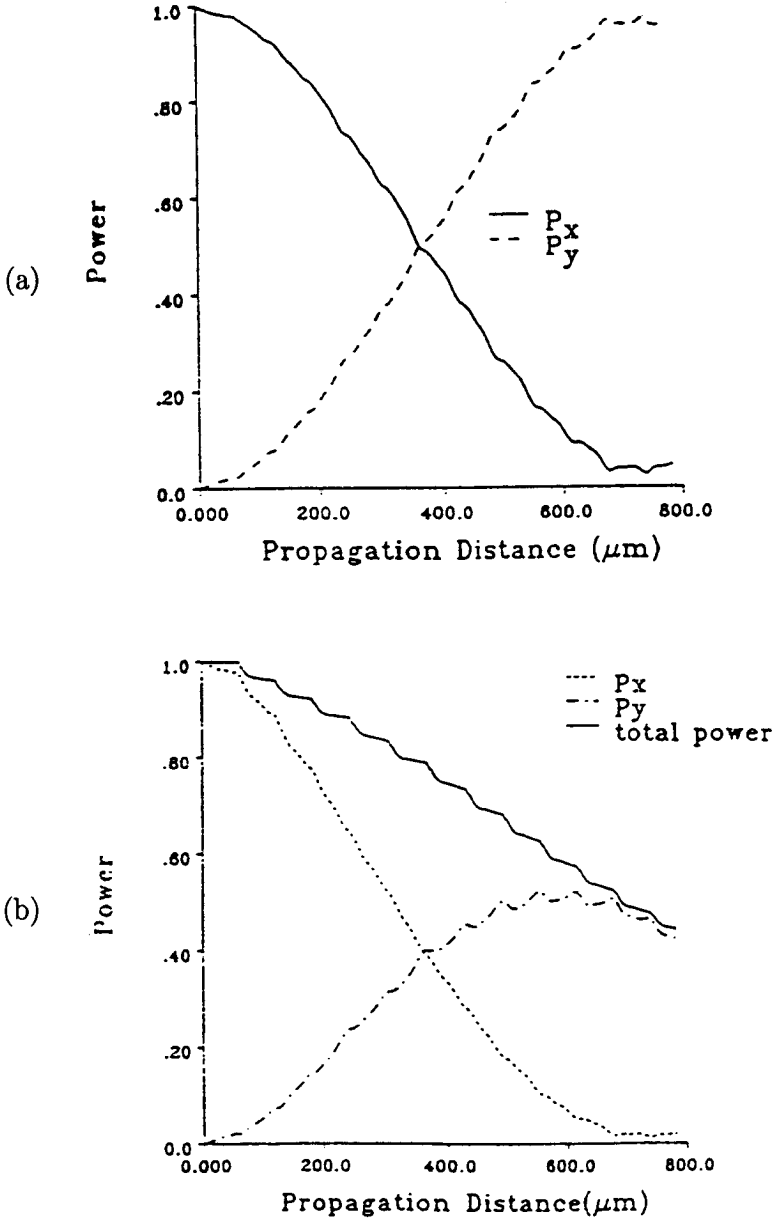 (a)
Power
1.0
.80
.60
.40
.20
0.0
0.000 200.0 400.0 600.0 800.0
Propagation Distance (μm)
Px
Py
(b)
Power
1.0
.80
.60
.40
.20
0.0
0.000 200.0 400.0 600.0 800.0
Propagation Distance(μm)
Px
Py
total power